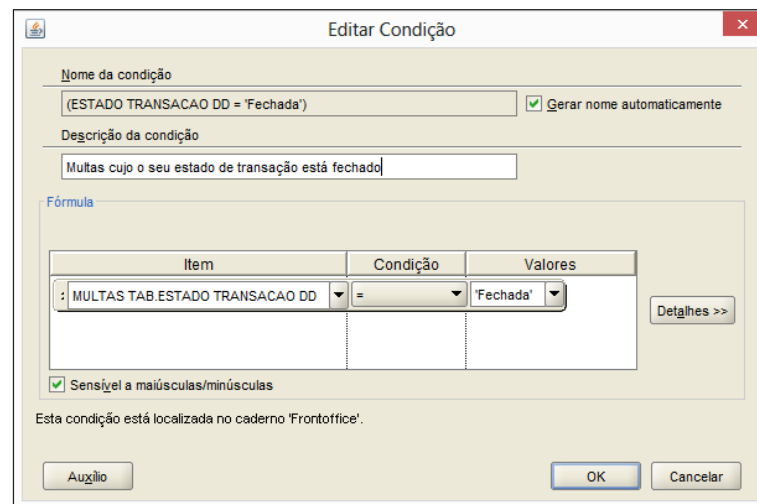 Editar Condição
Nome da condição
(ESTADO TRANSACAO DD = 'Fechada')
Gerar nome automaticamente
Descrição da condição
Multas cujo o seu estado de transação está fechado
Fórmula
Item Condição Valores
: MULTAS TAB.ESTADO TRANSACAO DD = 'Fechada'
Detalhes >>
Sensível a maiúsculas/minúsculas
Esta condição está localizada no caderno 'Frontoffice'.
Auxílio OK Cancelar